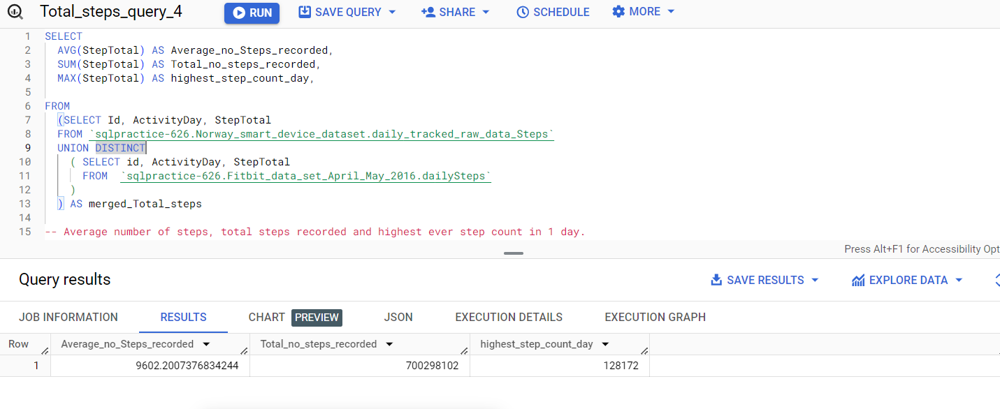 Total_steps_query_4 RUN SAVE QUERY SHARE SCHEDULE MORE
1 SELECT
2 AVG(StepTotal) AS Average_no_Steps_recorded,
3 SUM(StepTotal) AS Total_no_steps_recorded,
4 MAX(StepTotal) AS highest_step_count_day,
5
6 FROM
7 (SELECT Id, ActivityDay, StepTotal
8 FROM `sqlpractice-626.Norway_smart_device_dataset.daily_tracked_raw_data_Steps`
9 UNION DISTINCT
10 ( SELECT id, ActivityDay, StepTotal
11 FROM `sqlpractice-626.Fitbit_data_set_April_May_2016.dailySteps`
12 )
13 ) AS merged_Total_steps
14
15 -- Average number of steps, total steps recorded and highest ever step count in 1 day.
Press Alt+F1 for Accessibility Opt
Query results SAVE RESULTS EXPLORE DATA
JOB INFORMATION RESULTS CHART PREVIEW JSON EXECUTION DETAILS EXECUTION GRAPH
Row Average_no_Steps_recorded Total_no_steps_recorded highest_step_count_day
1 9602.2007376834244 700298102 128172